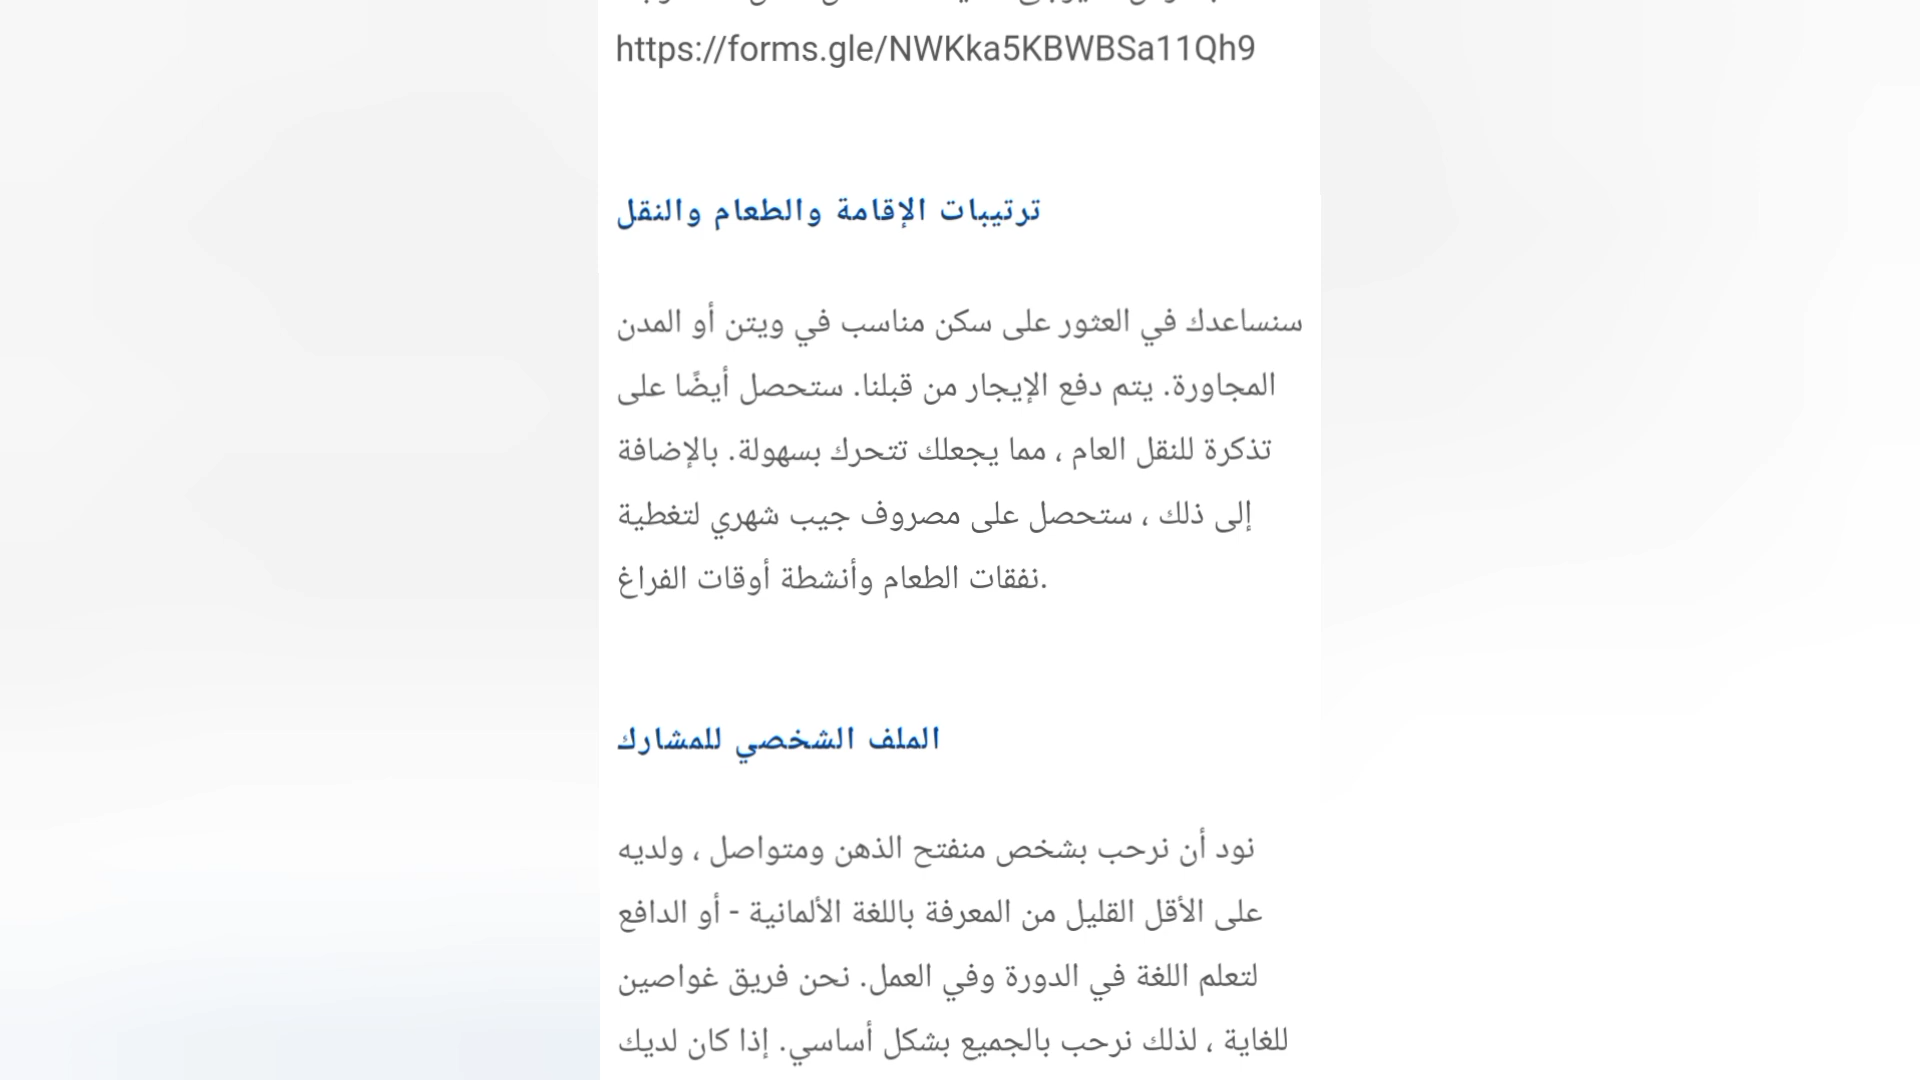 https://forms.gle/NWKka5KBWBSa11Qh9
ترتيبات الإقامة والطعام والنقل
سنساعدك في العثور على سكن مناسب في ويتن أو المدن
المجاورة. يتم دفع الإيجار من قبلنا. ستحصل أيضًا على
تذكرة للنقل العام ، مما يجعلك تتحرك بسهولة. بالإضافة
إلى ذلك ، ستحصل على مصروف جيب شهري لتغطية
نفقات الطعام وأنشطة أوقات الفراغ.
الملف الشخصي للمشارك
نود أن نرحب بشخص منفتح الذهن ومتواصل ، ولديه
على الأقل القليل من المعرفة باللغة الألمانية - أو الدافع
لتعلم اللغة في الدورة وفي العمل. نحن فريق غواصين
للغاية ، لذلك نرحب بالجميع بشكل أساسي. إذا كان لديك